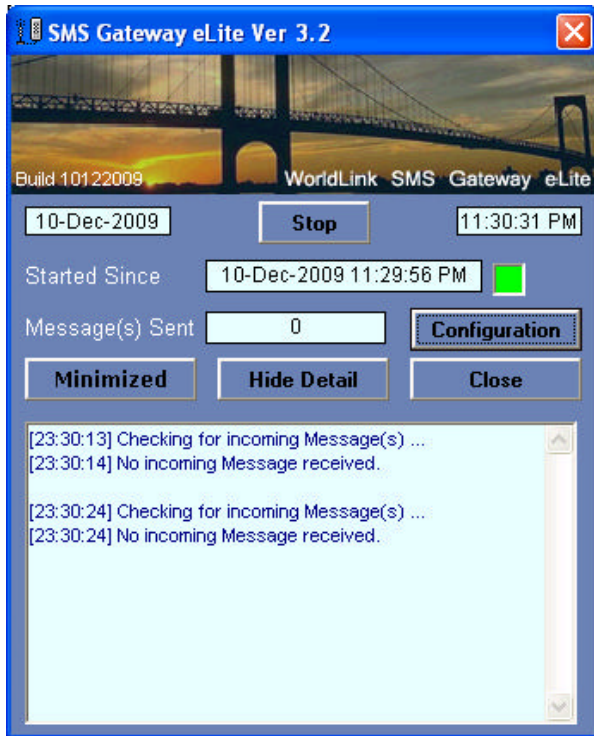 SMS Gateway eLite Ver 3.2
Build 10122009 WorldLink SMS Gateway eLite
10-Dec-2009 Stop 11:30:31 PM
Started Since 10-Dec-2009 11:29:56 PM
Message(s) Sent 0 Configuration
Minimized Hide Detail Close
[23:30:13] Checking for incoming Message(s) ...
[23:30:14] No incoming Message received.
[23:30:24] Checking for incoming Message(s) ...
[23:30:24] No incoming Message received.